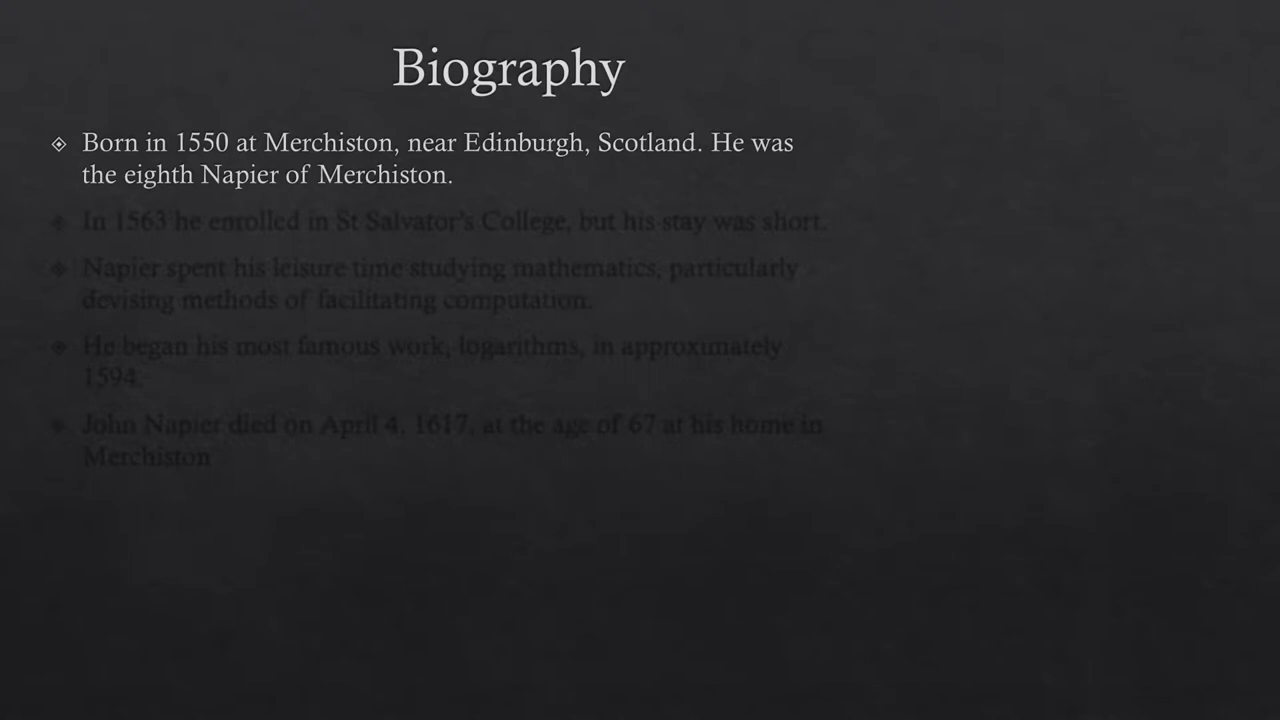 Biography
Born in 1550 at Merchiston, near Edinburgh, Scotland. He was
the eighth Napier of Merchiston.
In 1563 he enrolled in St Salvator's College, but his stay was short.
Napier spent his leisure time studying mathematics, particularly
devising methods of facilitating computation.
He began his most famous work, logarithms, in approximately
1594.
John Napier died on April 4, 1617, at the age of 67 at his home in
Merchiston